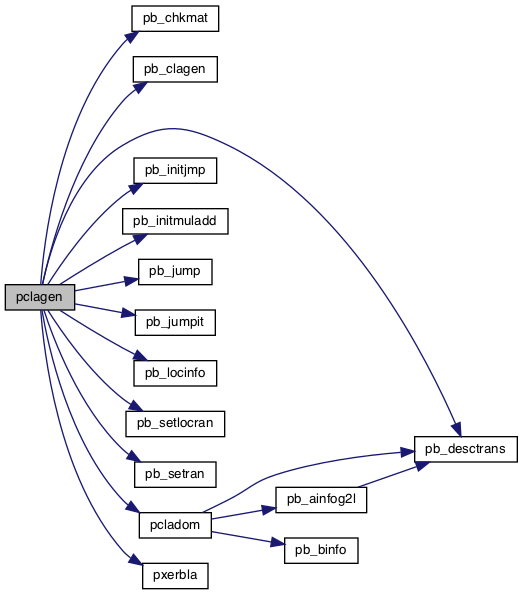 pb_chkmat
pb_clagen
pb_initjmp
pb_initmuladd
pb_jump
pclagen
pb_jumpit
pb_locinfo
pb_setlocran
pb_desctrans
pb_setran
pb_ainfog2l
pcladom
pb_binfo
pxerbla